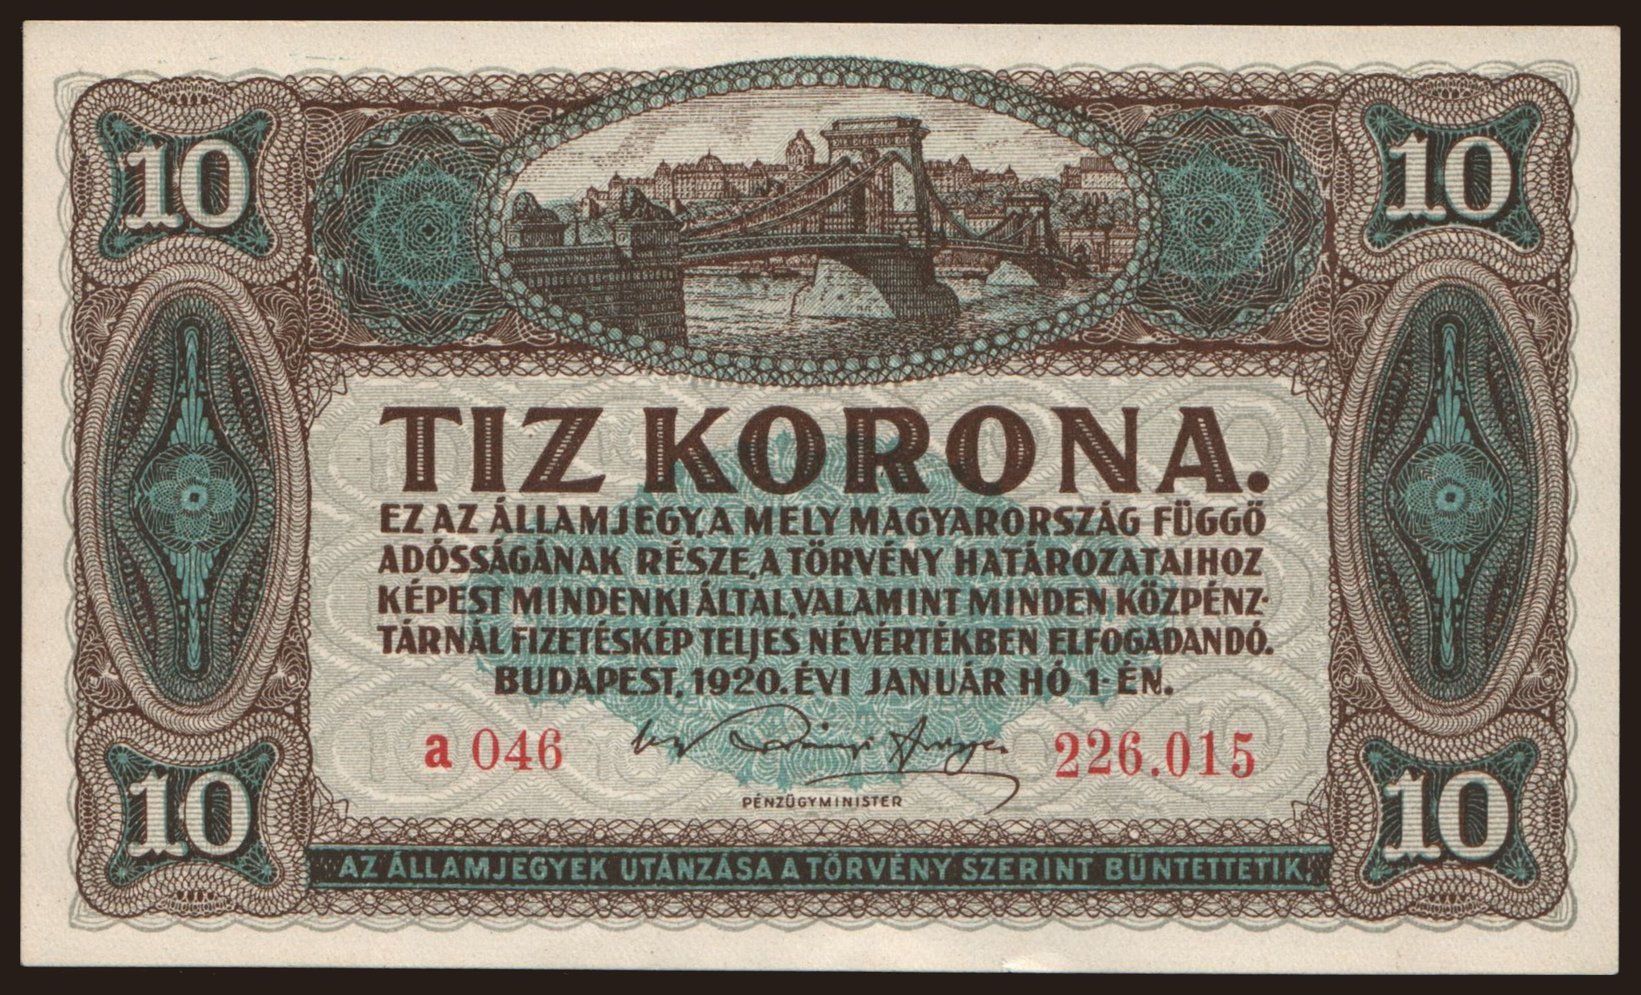 10 10
TIZ KORONA.
EZ AZ ÁLLAMJEGY, A MELY MAGYARORSZÁG FÜGGŐ
ADÓSSÁGÁNAK RÉSZE, A TÖRVÉNY HATÁROZATAIHOZ
KÉPEST MINDENKI ÁLTAL, VALAMINT MINDEN KÖZPÉNZ-
TÁRNÁL FIZETÉSKÉP TELJES NÉVÉRTÉKBEN ELFOGADANDÓ.
BUDAPEST, 1920. ÉVI JANUÁR HÓ 1-ÉN.
a 046 226.015
PÉNZÜGYMINISTER
10 10
AZ ÁLLAMJEGYEK UTÁNZÁSA A TÖRVÉNY SZERINT BÜNTETTETIK.